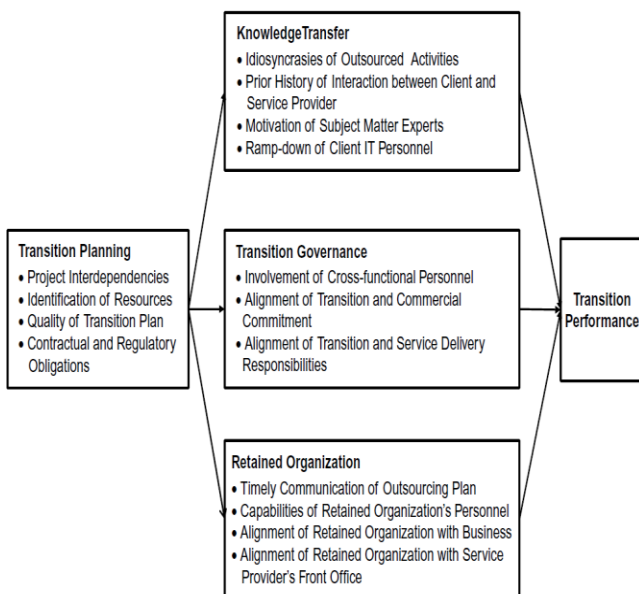 KnowledgeTransfer
• Idiosyncrasies of Outsourced Activities
• Prior History of Interaction between Client and
Service Provider
• Motivation of Subject Matter Experts
• Ramp-down of Client IT Personnel
Transition Planning
• Project Interdependencies
• Identification of Resources
• Quality of Transition Plan
• Contractual and Regulatory
Obligations
Transition Governance
• Involvement of Cross-functional Personnel
• Alignment of Transition and Commercial
Commitment
• Alignment of Transition and Service Delivery
Responsibilities
Transition
Performance
Retained Organization
• Timely Communication of Outsourcing Plan
• Capabilities of Retained Organization's Personnel
• Alignment of Retained Organization with Business
• Alignment of Retained Organization with Service
Provider's Front Office